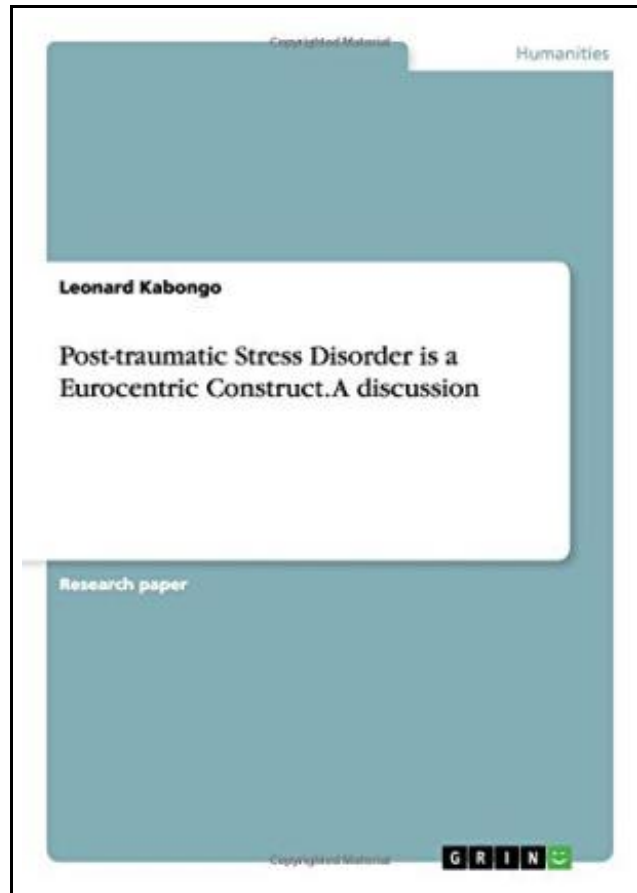 Copyrighted Material
Humanities
Leonard Kabongo
Post-traumatic Stress Disorder is a
Eurocentric Construct.A discussion
Research paper
Copyrighted Material
GRIN